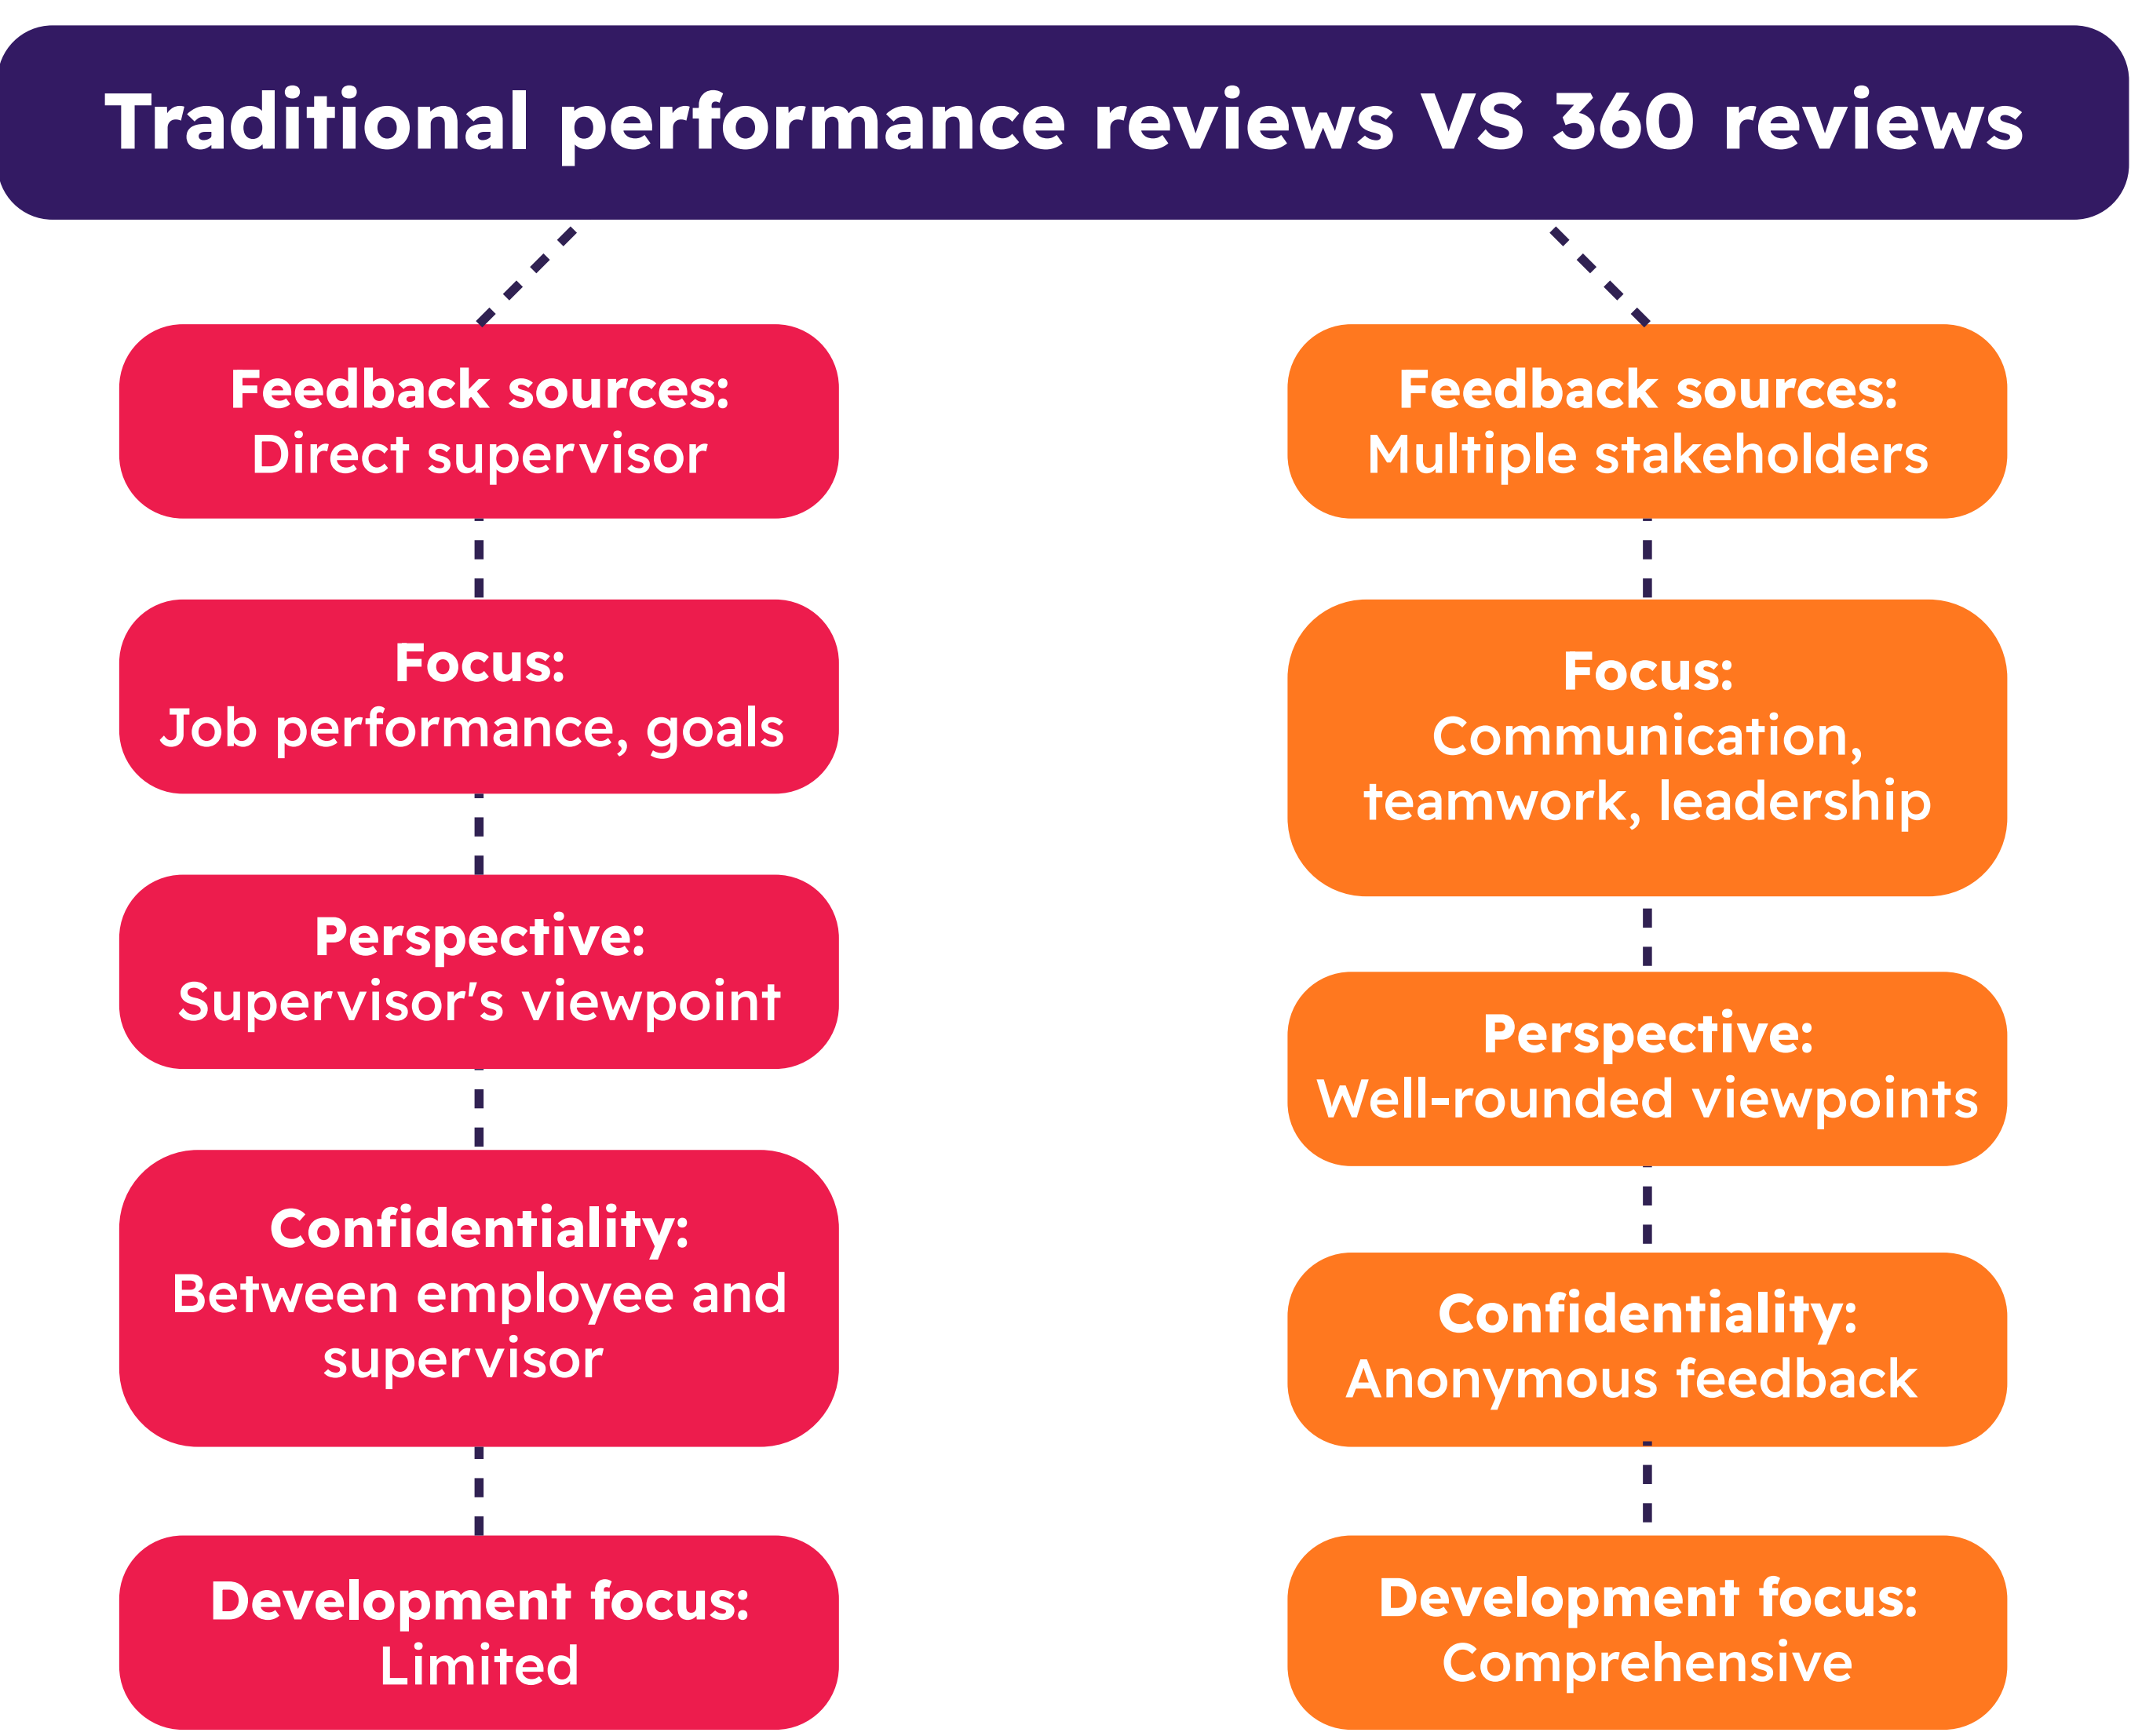 Traditional performance reviews VS 360 reviews
Feedback sources:
Direct supervisor
Focus:
Job performance, goals
Perspective:
Supervisor's viewpoint
Confidentiality:
Between employee and
supervisor
Development focus:
Limited
Feedback sources:
Multiple stakeholders
Focus:
Communication,
teamwork, leadership
Perspective:
Well-rounded viewpoints
Confidentiality:
Anonymous feedback
Development focus:
Comprehensive